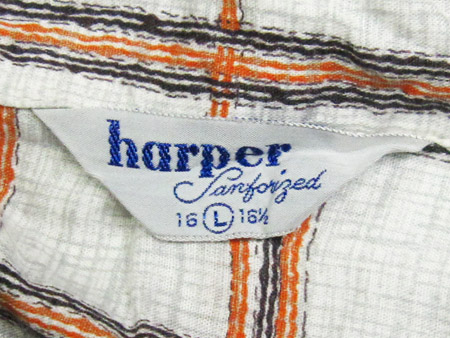 harper
Sanforized
16 L 16½